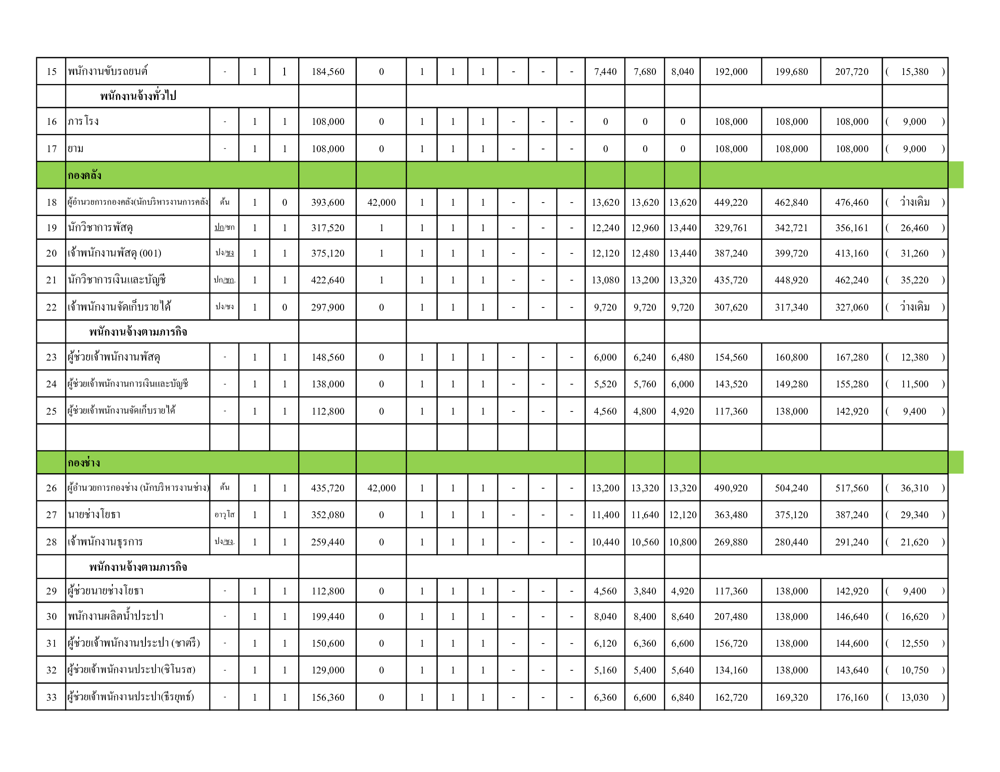 15 พนักงานขับรถยนต์ - 1 1 184,560 0 1 1 1 - - - 7,440 7,680 8,040 192,000 199,680 207,720 ( 15,380 )
พนักงานจ้างทั่วไป
16 ภารโรง - 1 1 108,000 0 1 1 1 - - - 0 0 0 108,000 108,000 108,000 ( 9,000 )
17 ยาม - 1 1 108,000 0 1 1 1 - - - 0 0 0 108,000 108,000 108,000 ( 9,000 )
กองคลัง
18 ผู้อำนวยการกองคลัง(นักบริหารงานการคลัง) ต้น 1 0 393,600 42,000 1 1 1 - - - 13,620 13,620 13,620 449,220 462,840 476,460 ( ว่างเดิม )
19 นักวิชาการพัสดุ ปก/ชก 1 1 317,520 1 1 1 1 - - - 12,240 12,960 13,440 329,761 342,721 356,161 ( 26,460 )
20 เจ้าพนักงานพัสดุ (001) ปง/ชง 1 1 375,120 1 1 1 1 - - - 12,120 12,480 13,440 387,240 399,720 413,160 ( 31,260 )
21 นักวิชาการเงินและบัญชี ปก/ชก. 1 1 422,640 1 1 1 1 - - - 13,080 13,200 13,320 435,720 448,920 462,240 ( 35,220 )
22 เจ้าพนักงานจัดเก็บรายได้ ปง/ชง 1 0 297,900 0 1 1 1 - - - 9,720 9,720 9,720 307,620 317,340 327,060 ( ว่างเดิม )
พนักงานจ้างตามภารกิจ
23 ผู้ช่วยเจ้าพนักงานพัสดุ - 1 1 148,560 0 1 1 1 - - - 6,000 6,240 6,480 154,560 160,800 167,280 ( 12,380 )
24 ผู้ช่วยเจ้าพนักงานการเงินและบัญชี - 1 1 138,000 0 1 1 1 - - - 5,520 5,760 6,000 143,520 149,280 155,280 ( 11,500 )
25 ผู้ช่วยเจ้าพนักงานจัดเก็บรายได้ - 1 1 112,800 0 1 1 1 - - - 4,560 4,800 4,920 117,360 138,000 142,920 ( 9,400 )
กองช่าง
26 ผู้อำนวยการกองช่าง (นักบริหารงานช่าง) ต้น 1 1 435,720 42,000 1 1 1 - - - 13,200 13,320 13,320 490,920 504,240 517,560 ( 36,310 )
27 นายช่างโยธา อาวุโส 1 1 352,080 0 1 1 1 - - - 11,400 11,640 12,120 363,480 375,120 387,240 ( 29,340 )
28 เจ้าพนักงานธุรการ ปง/ชง. 1 1 259,440 0 1 1 1 - - - 10,440 10,560 10,800 269,880 280,440 291,240 ( 21,620 )
พนักงานจ้างตามภารกิจ
29 ผู้ช่วยนายช่างโยธา - 1 1 112,800 0 1 1 1 - - - 4,560 3,840 4,920 117,360 138,000 142,920 ( 9,400 )
30 พนักงานผลิตน้ำประปา - 1 1 199,440 0 1 1 1 - - - 8,040 8,400 8,640 207,480 138,000 146,640 ( 16,620 )
31 ผู้ช่วยเจ้าพนักงานประปา (ชาตรี) - 1 1 150,600 0 1 1 1 - - - 6,120 6,360 6,600 156,720 138,000 144,600 ( 12,550 )
32 ผู้ช่วยเจ้าพนักงานประปา(ชิโนรส) - 1 1 129,000 0 1 1 1 - - - 5,160 5,400 5,640 134,160 138,000 143,640 ( 10,750 )
33 ผู้ช่วยเจ้าพนักงานประปา(ธีรยุทธ์) - 1 1 156,360 0 1 1 1 - - - 6,360 6,600 6,840 162,720 169,320 176,160 ( 13,030 )